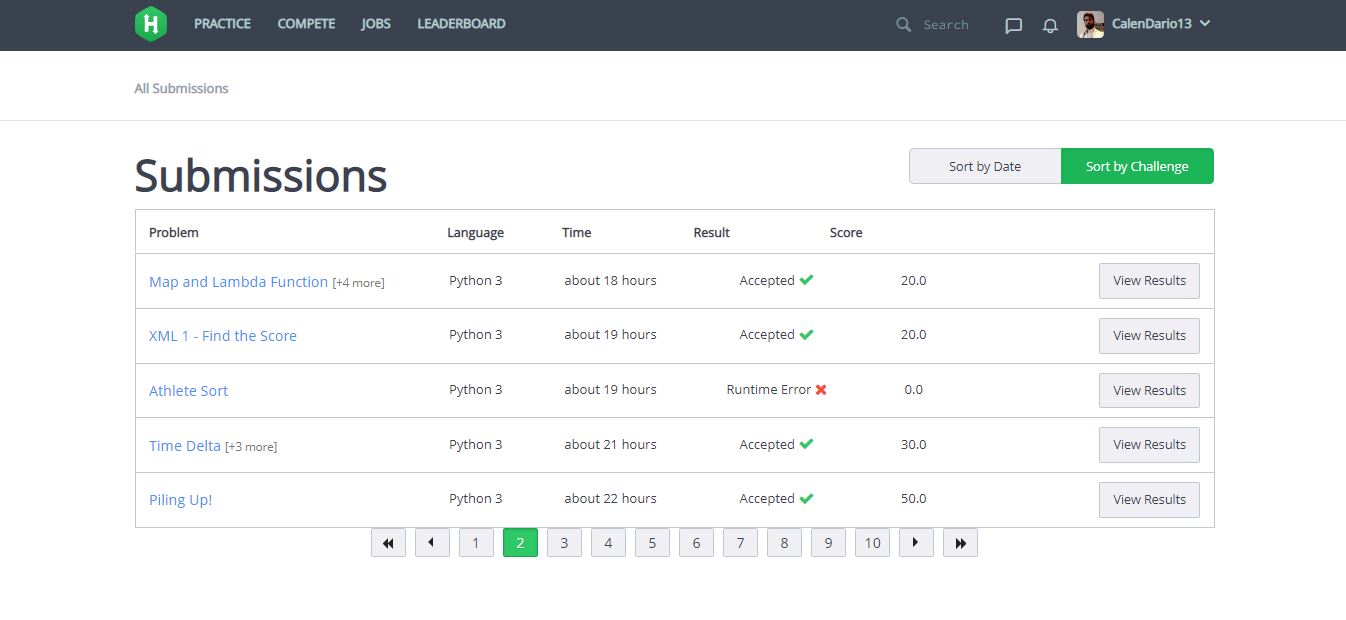 H PRACTICE COMPETE JOBS LEADERBOARD Search CalenDario13
All Submissions
Submissions
Sort by Date Sort by Challenge
Problem Language Time Result Score
Map and Lambda Function [+4 more] Python 3 about 18 hours Accepted 20.0 View Results
XML 1 - Find the Score Python 3 about 19 hours Accepted 20.0 View Results
Athlete Sort Python 3 about 19 hours Runtime Error 0.0 View Results
Time Delta [+3 more] Python 3 about 21 hours Accepted 30.0 View Results
Piling Up! Python 3 about 22 hours Accepted 50.0 View Results
1 2 3 4 5 6 7 8 9 10